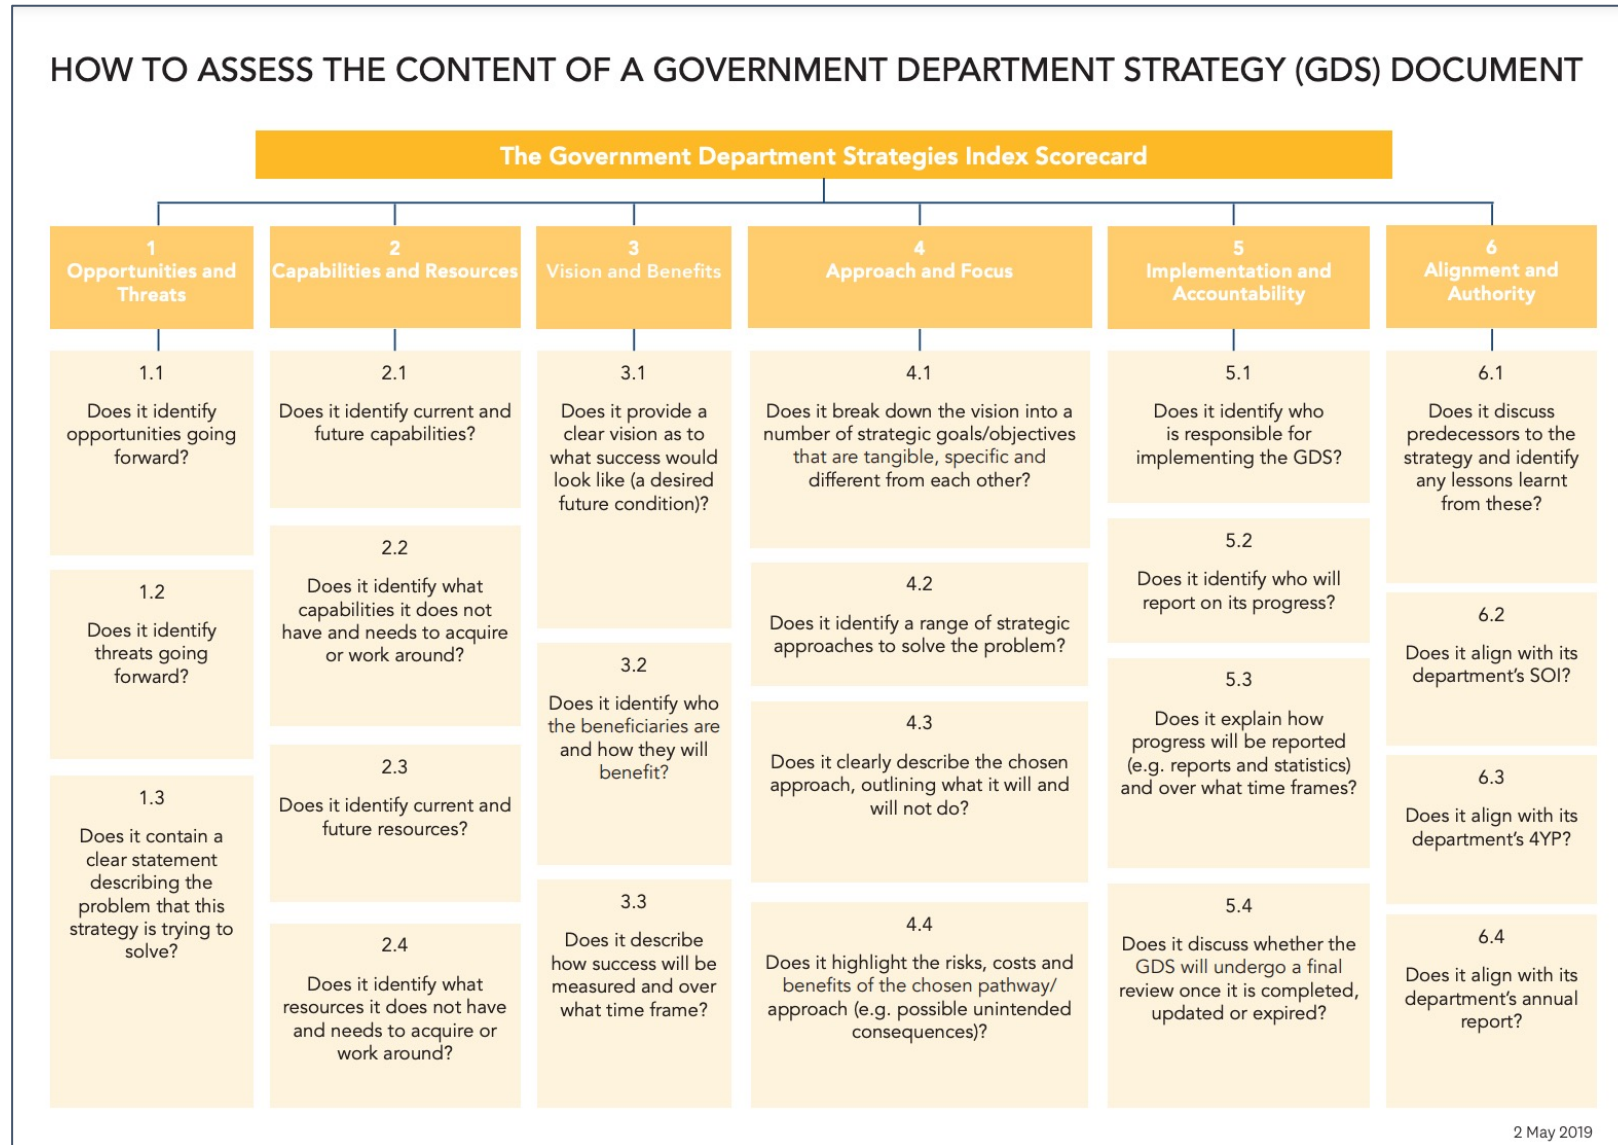 HOW TO ASSESS THE CONTENT OF A GOVERNMENT DEPARTMENT STRATEGY (GDS) DOCUMENT
The Government Department Strategies Index Scorecard
1
Opportunities and
Threats
1.1
Does it identify
opportunities going
forward?
1.2
Does it identify
threats going
forward?
1.3
Does it contain a
clear statement
describing the
problem that this
strategy is trying to
solve?
2
Capabilities and Resources
2.1
Does it identify current and
future capabilities?
2.2
Does it identify what
capabilities it does not
have and needs to acquire
or work around?
2.3
Does it identify current and
future resources?
2.4
Does it identify what
resources it does not have
and needs to acquire or
work around?
3
Vision and Benefits
3.1
Does it provide a
clear vision as to
what success would
look like (a desired
future condition)?
3.2
Does it identify who
the beneficiaries are
and how they will
benefit?
3.3
Does it describe
how success will be
measured and over
what time frame?
4
Approach and Focus
4.1
Does it break down the vision into a
number of strategic goals/objectives
that are tangible, specific and
different from each other?
4.2
Does it identify a range of strategic
approaches to solve the problem?
4.3
Does it clearly describe the chosen
approach, outlining what it will and
will not do?
4.4
Does it highlight the risks, costs and
benefits of the chosen pathway/
approach (e.g. possible unintended
consequences)?
5
Implementation and
Accountability
5.1
Does it identify who
is responsible for
implementing the GDS?
5.2
Does it identify who will
report on its progress?
5.3
Does it explain how
progress will be reported
(e.g. reports and statistics)
and over what time frames?
5.4
Does it discuss whether the
GDS will undergo a final
review once it is completed,
updated or expired?
6
Alignment and
Authority
6.1
Does it discuss
predecessors to the
strategy and identify
any lessons learnt
from these?
6.2
Does it align with its
department's SOI?
6.3
Does it align with its
department's 4YP?
6.4
Does it align with its
department's annual
report?
2 May 2019